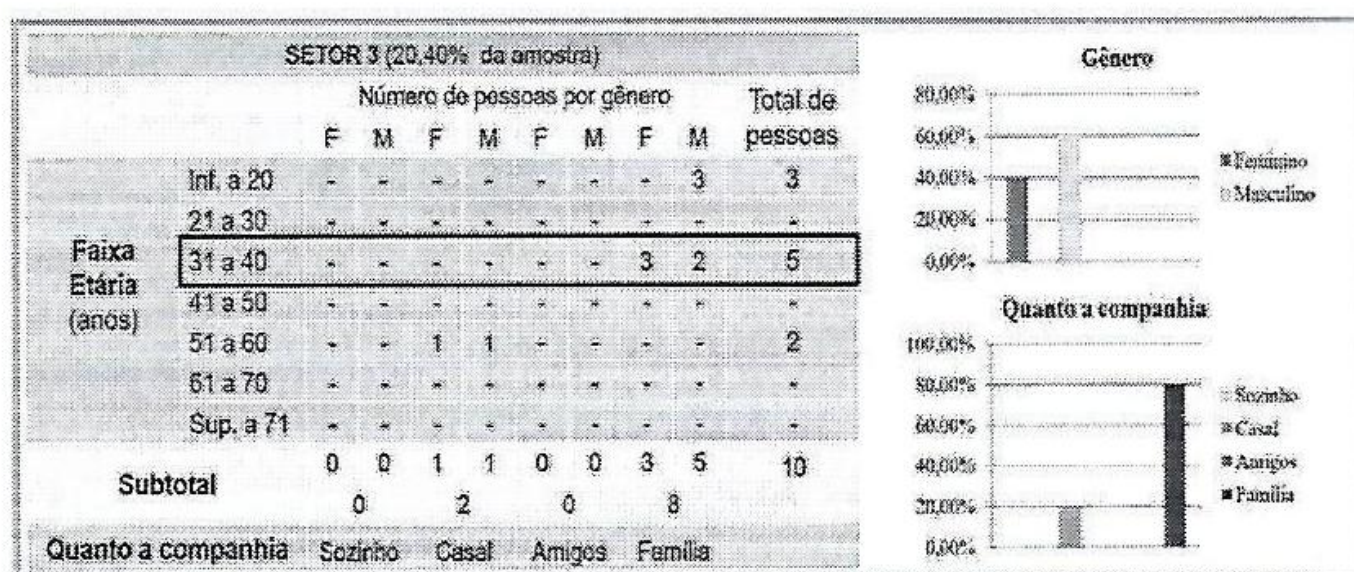 SETOR 3 (20,40% da amostra)
Número de pessoas por gênero Total de pessoas
F M F M F M F M
Faixa Etária (anos)
Inf. a 20 - - - - - - - 3 3
21 a 30 - - - - - - - - -
31 a 40 - - - - - - 3 2 5
41 a 50 - - - - - - - - -
51 a 60 - - 1 1 - - - - 2
61 a 70 - - - - - - - - -
Sup. a 71 - - - - - - - - -
Subtotal 0 0 1 1 0 0 3 5 10
0 2 0 8
Quanto a companhia Sozinho Casal Amigos Família
Gênero
80,00%
60,00%
40,00%
20,00%
0,00%
Feminino
Masculino
Quanto a companhia
100,00%
80,00%
60,00%
40,00%
20,00%
0,00%
Sozinho
Casal
Amigos
Família